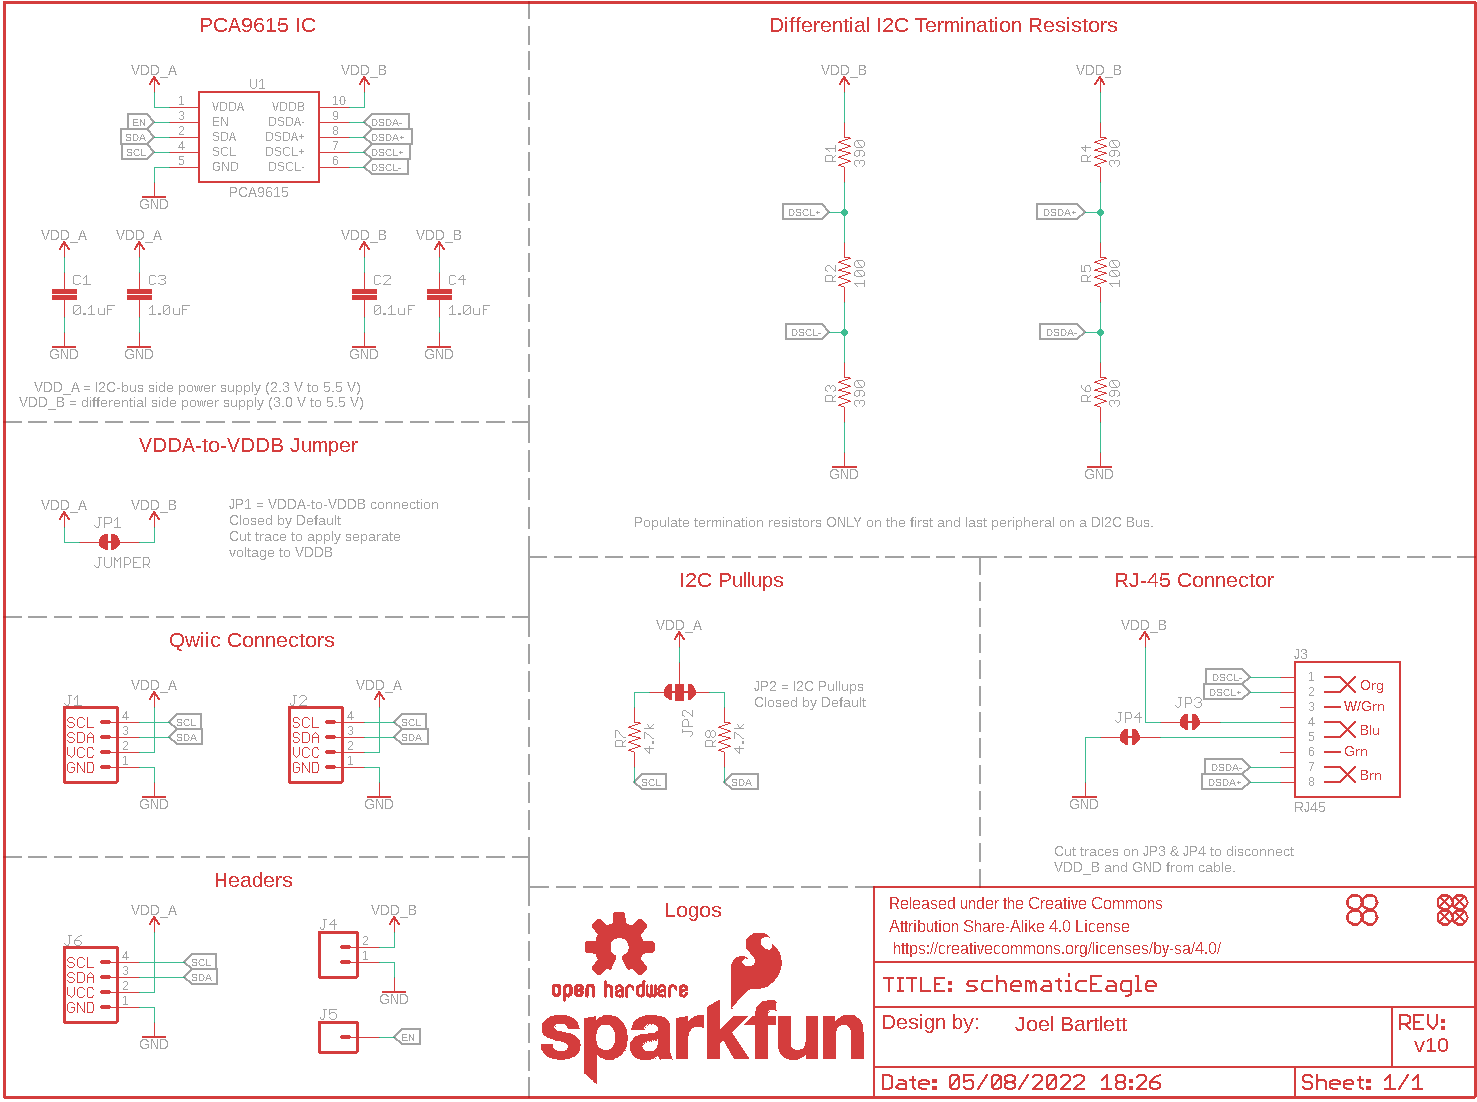 PCA9615 IC
VDD_A
VDD_B
U1
1 VDDA VDDB 10
EN 3 EN DSDA- 9 DSDA-
SDA 2 SDA DSDA+ 8 DSDA+
SCL 4 SCL DSCL+ 7 DSCL+
5 GND DSCL- 6 DSCL-
PCA9615
GND
VDD_A VDD_A VDD_B VDD_B
C1 C3 C2 C4
0.1uF 1.0uF 0.1uF 1.0uF
GND GND GND GND
VDD_A = I2C-bus side power supply (2.3 V to 5.5 V)
VDD_B = differential side power supply (3.0 V to 5.5 V)
Differential I2C Termination Resistors
VDD_B VDD_B
R1 390 R4 390
DSCL+ DSDA+
R2 100 R5 100
DSCL- DSDA-
R3 390 R6 390
GND GND
Populate termination resistors ONLY on the first and last peripheral on a DI2C Bus.
VDDA-to-VDDB Jumper
VDD_A VDD_B
JP1
JUMPER
JP1 = VDDA-to-VDDB connection
Closed by Default
Cut trace to apply separate
voltage to VDDB
Qwiic Connectors
VDD_A VDD_A
J1 J2
SCL 4 SCL SCL 4 SCL
SDA 3 SDA SDA 3 SDA
VCC 2 VCC 2
GND 1 GND 1
GND GND
I2C Pullups
VDD_A
JP2
R7 4.7k R8 4.7k
SCL SDA
JP2 = I2C Pullups
Closed by Default
RJ-45 Connector
VDD_B
J3
DSCL- 1
DSCL+ 2 Org
3 W/Grn
JP3 4
JP4 5 Blu
6 Grn
DSDA- 7
DSDA+ 8 Brn
GND
RJ45
Cut traces on JP3 & JP4 to disconnect
VDD_B and GND from cable.
Headers
VDD_A VDD_B
J6 J4
SCL 4 SCL
SDA 3 SDA
VCC 2
GND 1
GND
2
1
GND
J5
EN
Logos
open hardware
sparkfun
Released under the Creative Commons
Attribution Share-Alike 4.0 License
https://creativecommons.org/licenses/by-sa/4.0/
TITLE: schematicEagle
Design by: Joel Bartlett
REV:
v10
Date: 05/08/2022 18:26
Sheet: 1/1